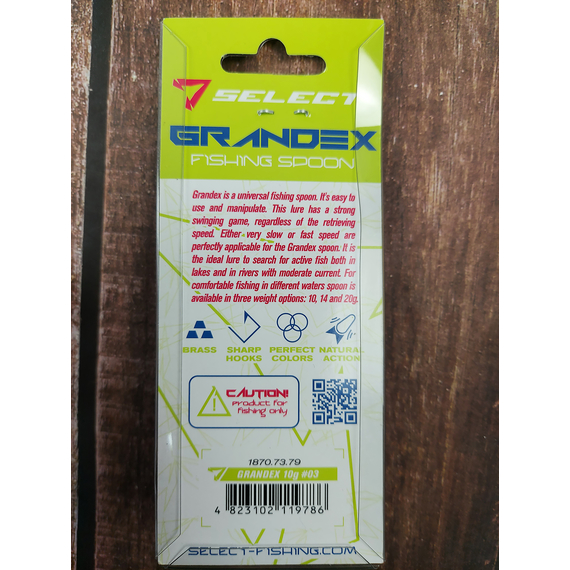 SELECT
GRANDEX
FISHING SPOON
Grandex is a universal fishing spoon. It's easy to
use and manipulate. This lure has a strong
swinging game, regardless of the retrieving
speed. Either very slow or fast speed are
perfectly applicable for the Grandex spoon. It is
the ideal lure to search for active fish both in
lakes and in rivers with moderate current. For
comfortable fishing in different waters spoon is
available in three weight options: 10, 14 and 20g.
BRASS SHARP HOOKS PERFECT COLORS NATURAL ACTION
CAUTION!
Product for
fishing only
1870.73.79
GRANDEX 10g #03
4 823102 119786
SELECT-FISHING.COM